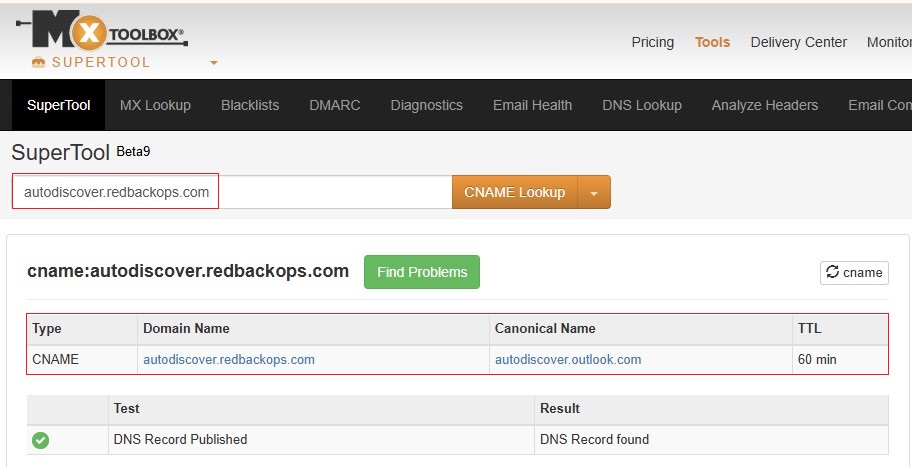 MX TOOLBOX®
SUPERTOOL
Pricing Tools Delivery Center Monitor
SuperTool MX Lookup Blacklists DMARC Diagnostics Email Health DNS Lookup Analyze Headers Email Con
SuperTool Beta9
autodiscover.redbackops.com CNAME Lookup
cname:autodiscover.redbackops.com Find Problems cname
Type Domain Name Canonical Name TTL
CNAME autodiscover.redbackops.com autodiscover.outlook.com 60 min
Test Result
DNS Record Published DNS Record found